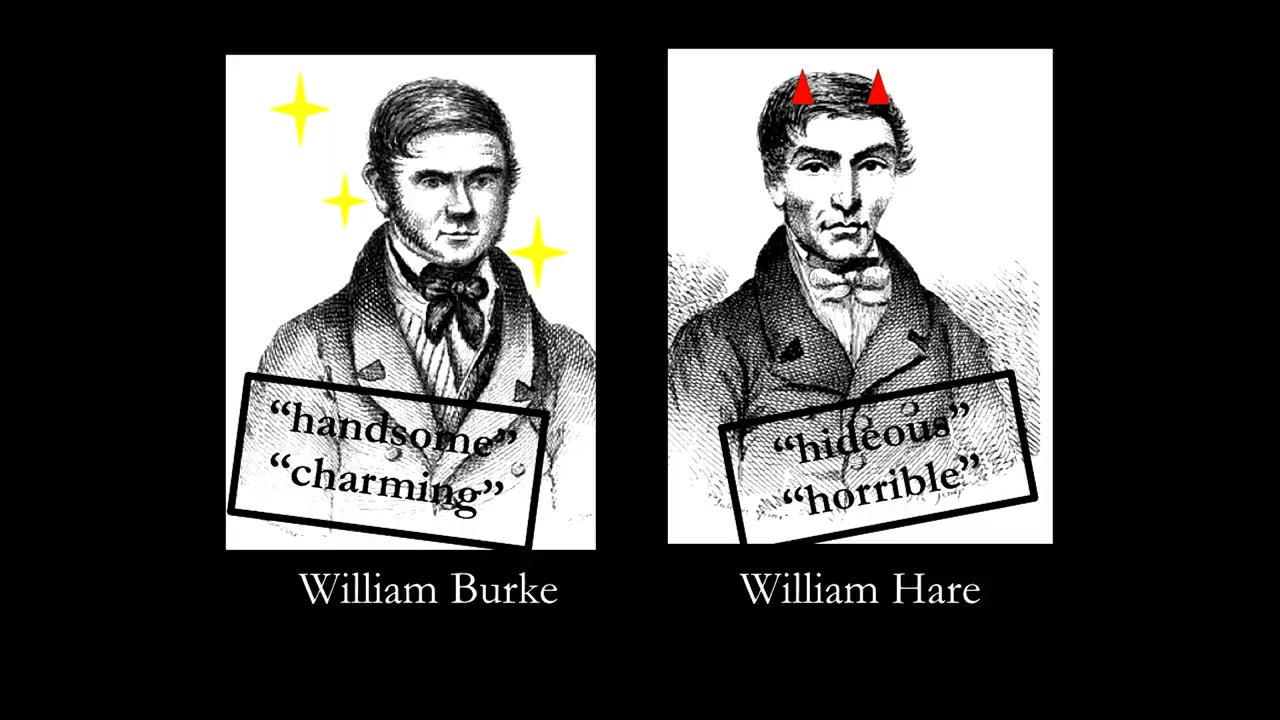 “handsome”
“charming”
“hideous”
“horrible”
William Burke
William Hare